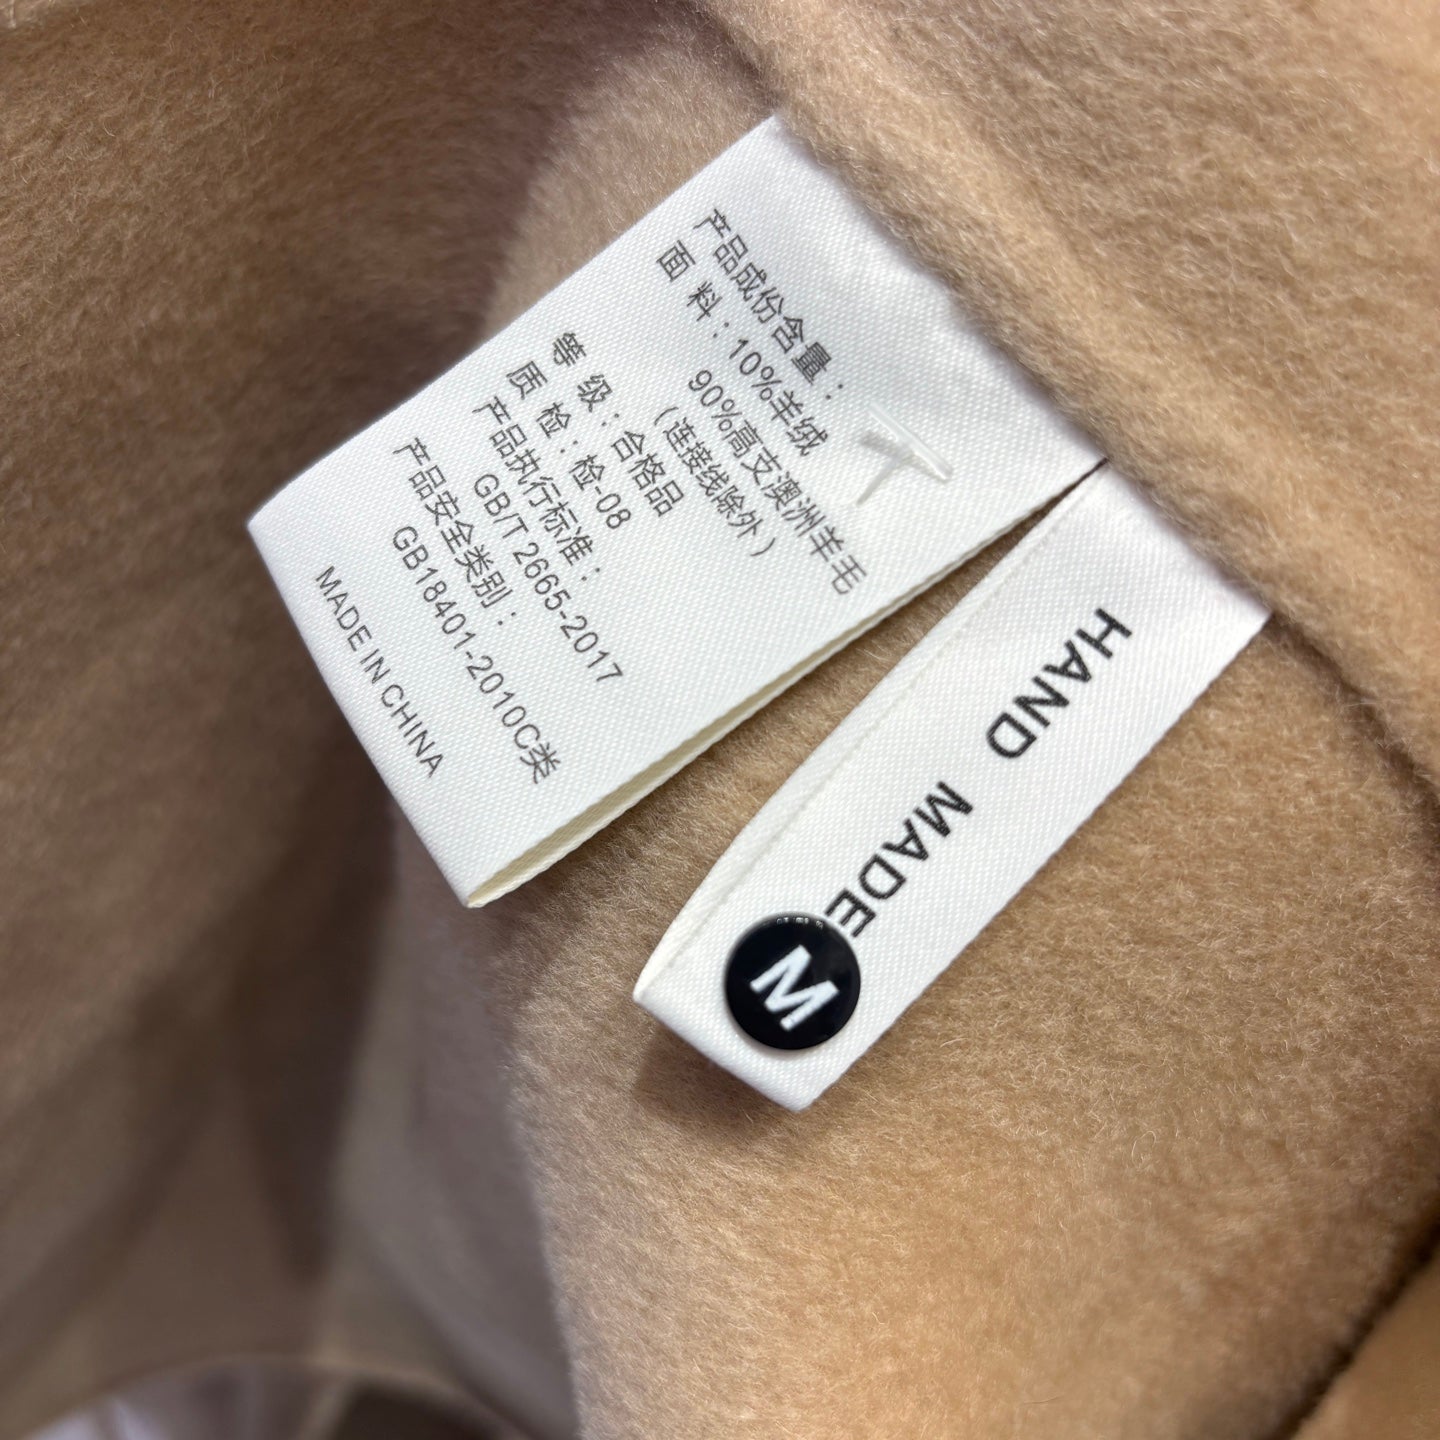 产品成份含量：
面 料：10%羊绒
90%高支澳洲羊毛
（连接线除外）
等 级：合格品
质 检：检-08
产品执行标准：
GB/T 2665-2017
产品安全类别：
GB18401-2010C类
MADE IN CHINA
HAND MADE
M